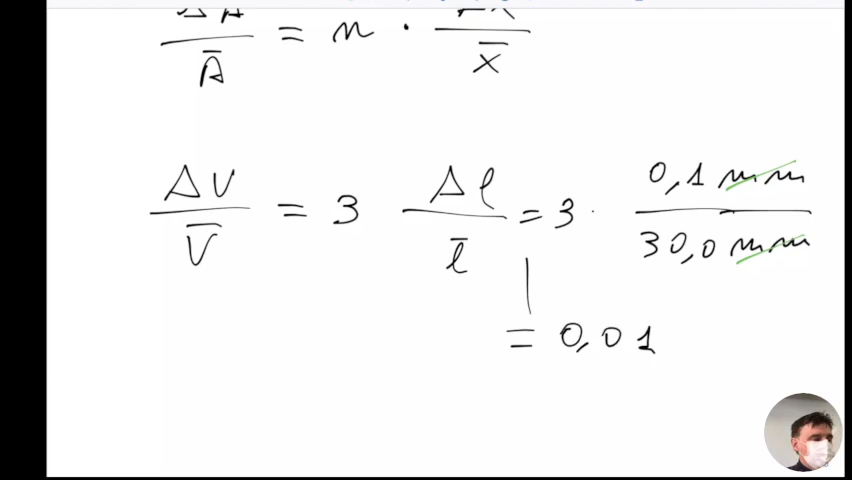 ΔA / Ā = n · Δx / x̄
ΔV / V̄ = 3 Δℓ / ℓ̄ = 3 · 0,1 mm / 30,0 mm
= 0,01